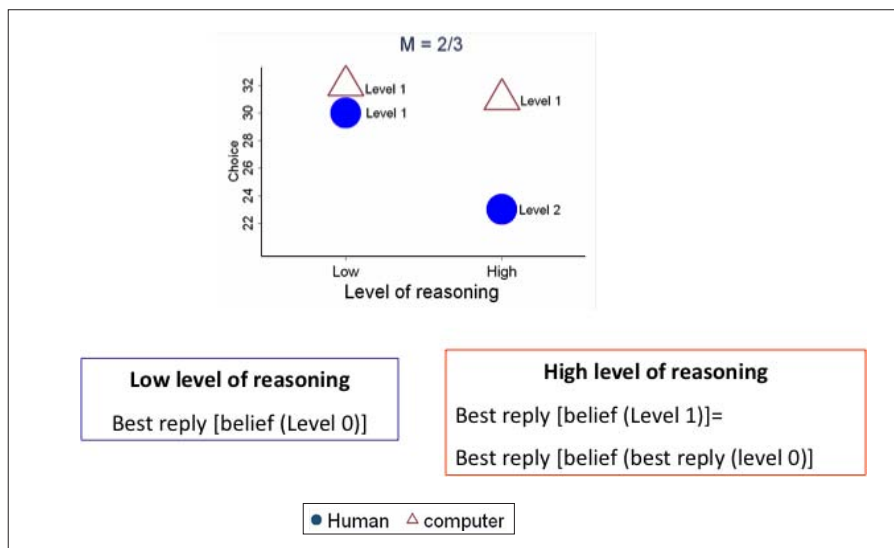 M = 2/3
32
30
28
26
24
22
Choice
Level 1
Level 1
Level 1
Level 2
Low
High
Level of reasoning
Low level of reasoning
Best reply [belief (Level 0)]
High level of reasoning
Best reply [belief (Level 1)]=
Best reply [belief (best reply (level 0)]
Human computer